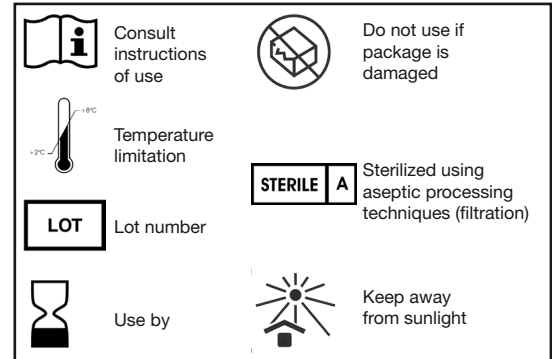 i
Consult
instructions
of use
+8°C
+2°C
Temperature
limitation
LOT
Lot number
Use by
Do not use if
package is
damaged
STERILE A
Sterilized using
aspetic processing
techniques (filtration)
Keep away
from sunlight